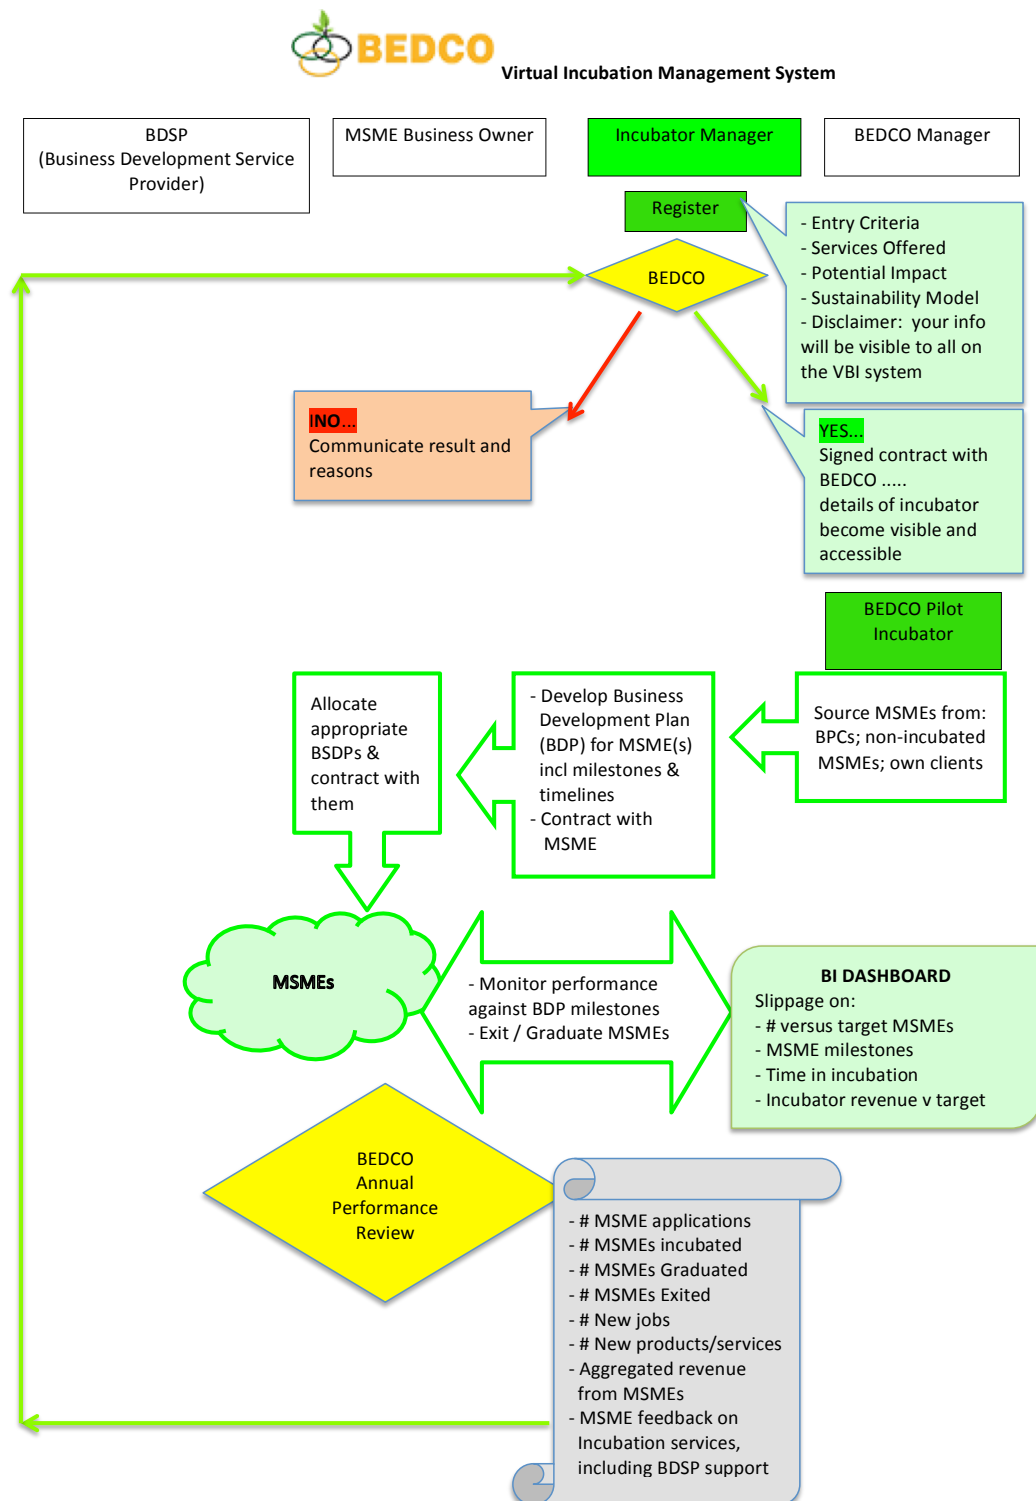 BEDCO
Virtual Incubation Management System
BDSP
(Business Development Service
Provider)
MSME Business Owner
Incubator Manager
BEDCO Manager
Register
- Entry Criteria
- Services Offered
- Potential Impact
- Sustainability Model
- Disclaimer: your info
will be visible to all on
the VBI system
BEDCO
INO...
Communicate result and
reasons
YES...
Signed contract with
BEDCO .....
details of incubator
become visible and
accessible
BEDCO Pilot
Incubator
Source MSMEs from:
BPCs; non-incubated
MSMEs; own clients
- Develop Business
Development Plan
(BDP) for MSME(s)
incl milestones &
timelines
- Contract with
MSME
Allocate
appropriate
BSDPs &
contract with
them
MSMEs
- Monitor performance
against BDP milestones
- Exit / Graduate MSMEs
BI DASHBOARD
Slippage on:
- # versus target MSMEs
- MSME milestones
- Time in incubation
- Incubator revenue v target
BEDCO
Annual
Performance
Review
- # MSME applications
- # MSMEs incubated
- # MSMEs Graduated
- # MSMEs Exited
- # New jobs
- # New products/services
- Aggregated revenue
from MSMEs
- MSME feedback on
Incubation services,
including BDSP support